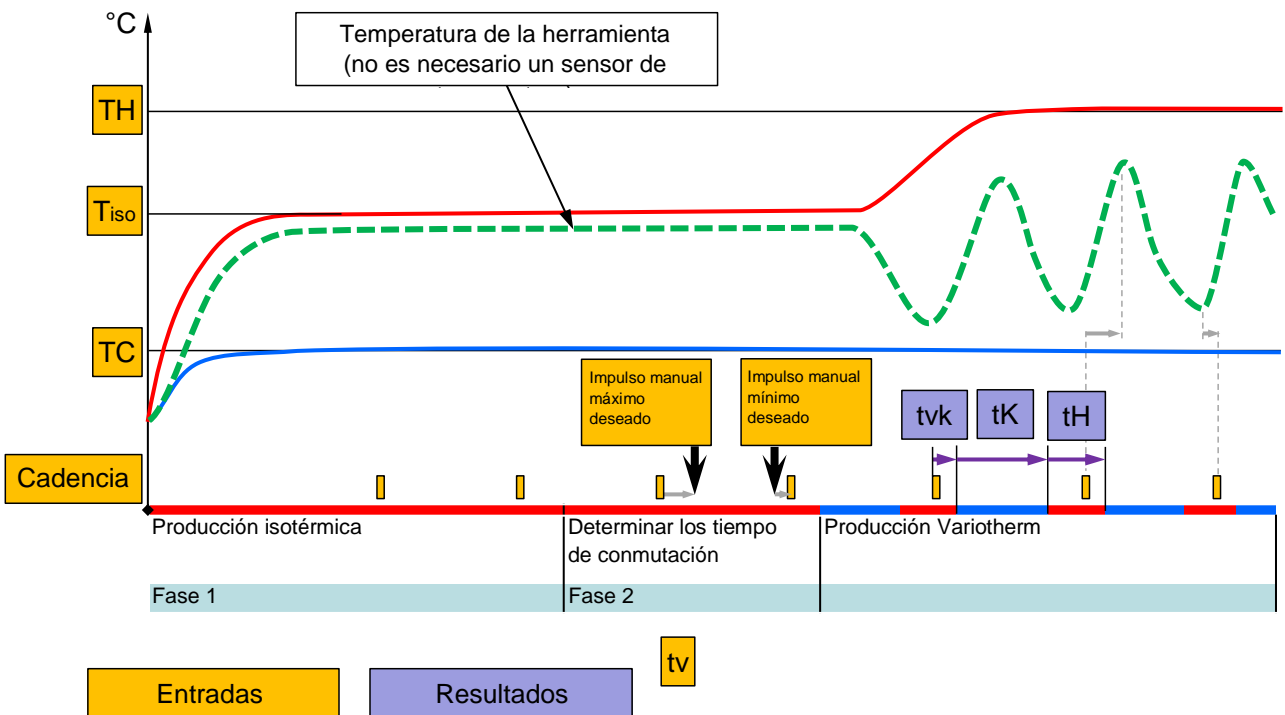 °C
Temperatura de la herramienta
(no es necesario un sensor de
TH
Tiso
TC
Impulso manual
máximo
deseado
Impulso manual
mínimo
deseado
tvk
tK
tH
Cadencia
Producción isotérmica
Determinar los tiempo
de conmutación
Producción Variotherm
Fase 1
Fase 2
tv
Entradas
Resultados